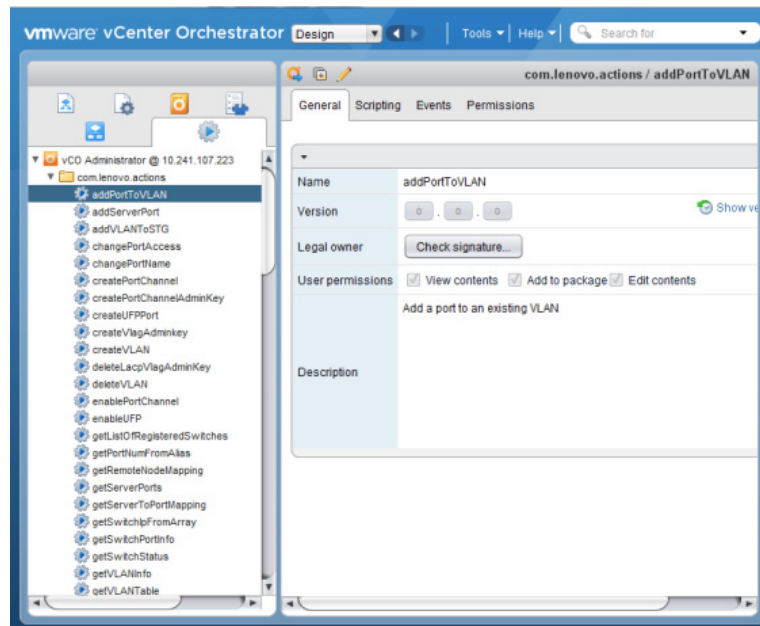 vmware vCenter Orchestrator Design Tools Help Search for
com.lenovo.actions / addPortToVLAN
General Scripting Events Permissions
vCO Administrator @ 10.241.107.223
com.lenovo.actions
addPortToVLAN
addServerPort
addVLANToSTG
changePortAccess
changePortName
createPortChannel
createPortChannelAdminKey
createUFPPort
createVlagAdminkey
createVLAN
deleteLacpVlagAdminKey
deleteVLAN
enablePortChannel
enableUFP
getListOfRegisteredSwitches
getPortNumFromAlias
getRemoteNodeMapping
getServerPorts
getServerToPortMapping
getSwitchIpFromArray
getSwitchPortInfo
getSwitchStatus
getVLANInfo
getVLANTable
Name addPortToVLAN
Version 0 . 0 . 0 Show ve
Legal owner Check signature...
User permissions View contents Add to package Edit contents
Description Add a port to an existing VLAN